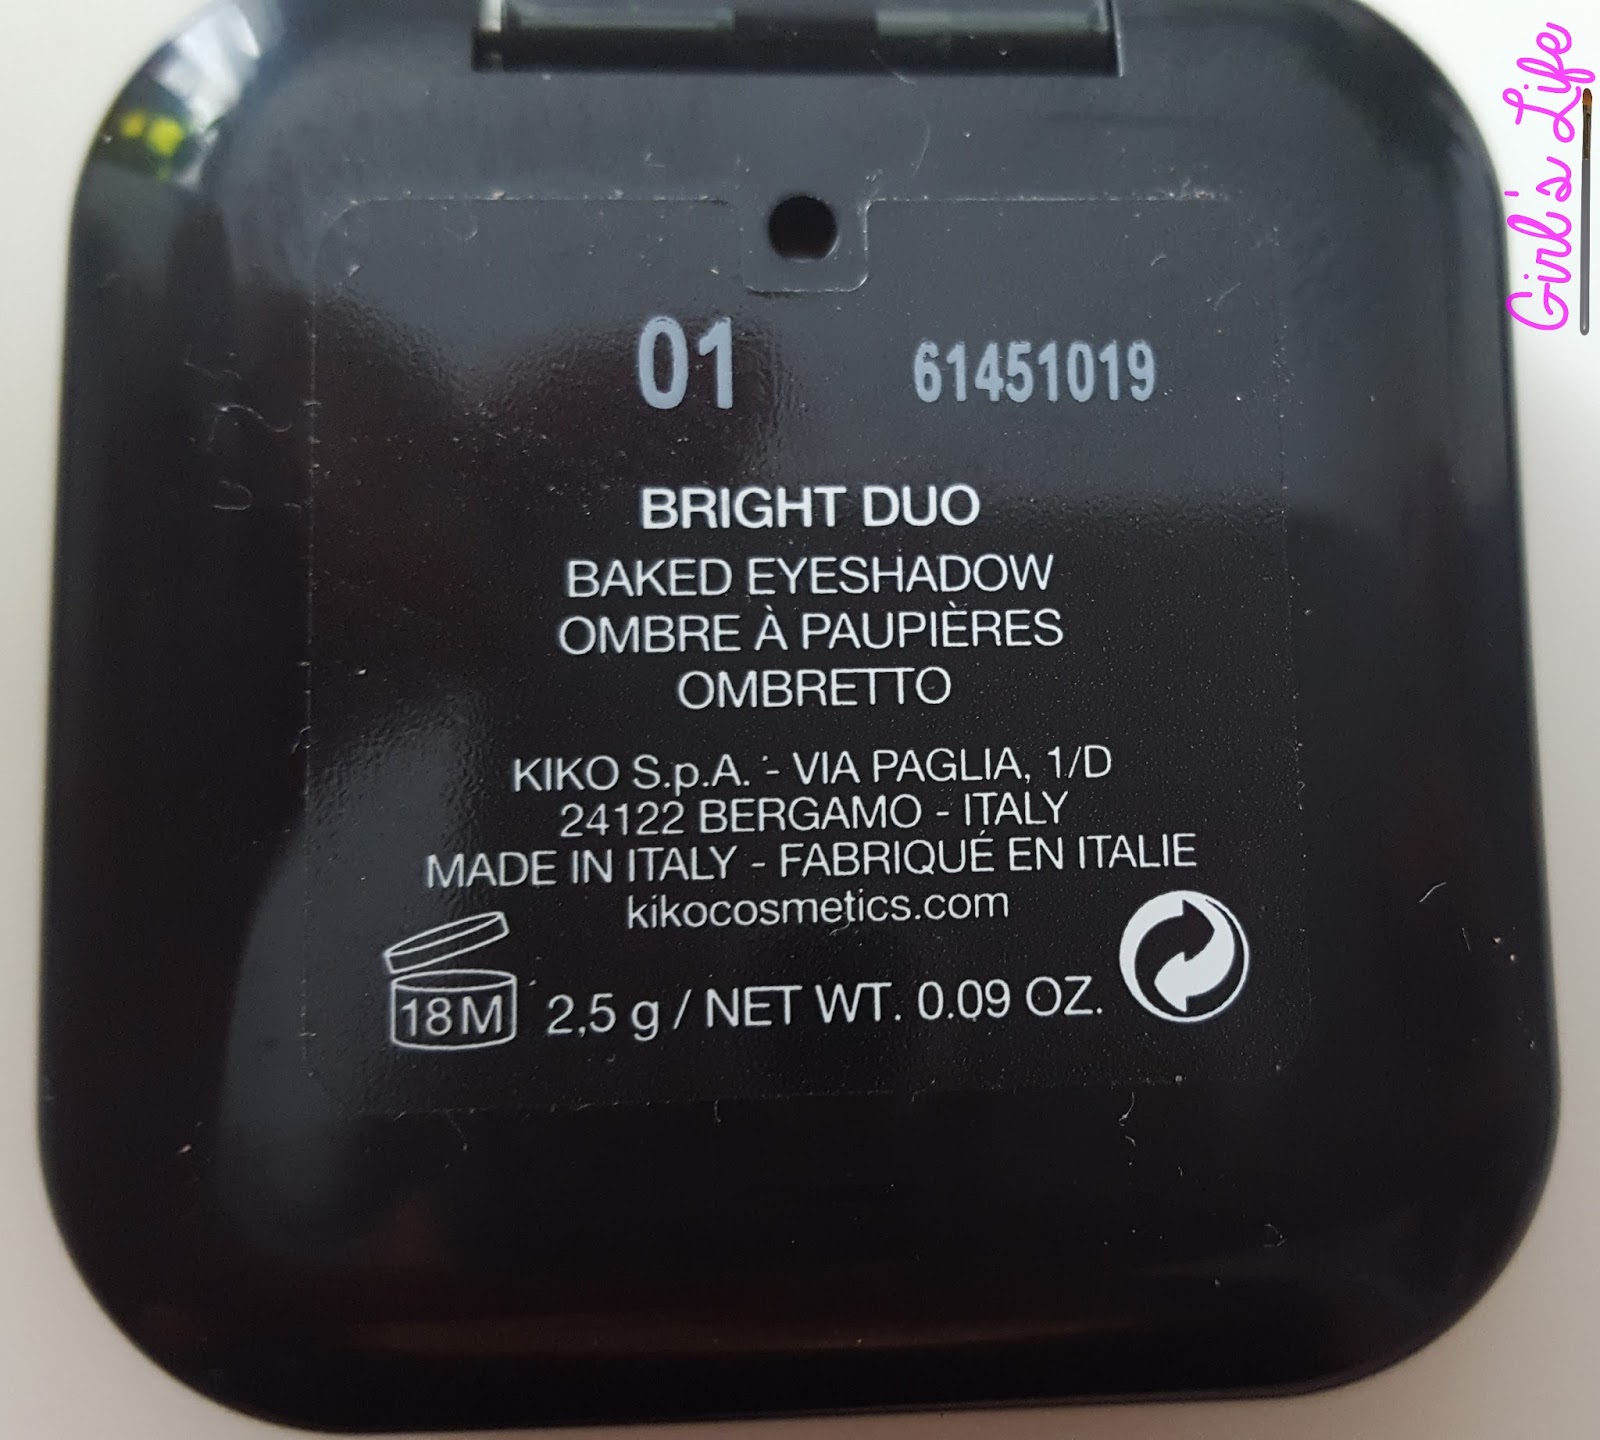 01 61451019
BRIGHT DUO
BAKED EYESHADOW
OMBRE À PAUPIÈRES
OMBRETTO
KIKO S.p.A. - VIA PAGLIA, 1/D
24122 BERGAMO - ITALY
MADE IN ITALY - FABRIQUÉ EN ITALIE
kikocosmetics.com
18M 2,5 g / NET WT. 0.09 OZ.
Girl's Life